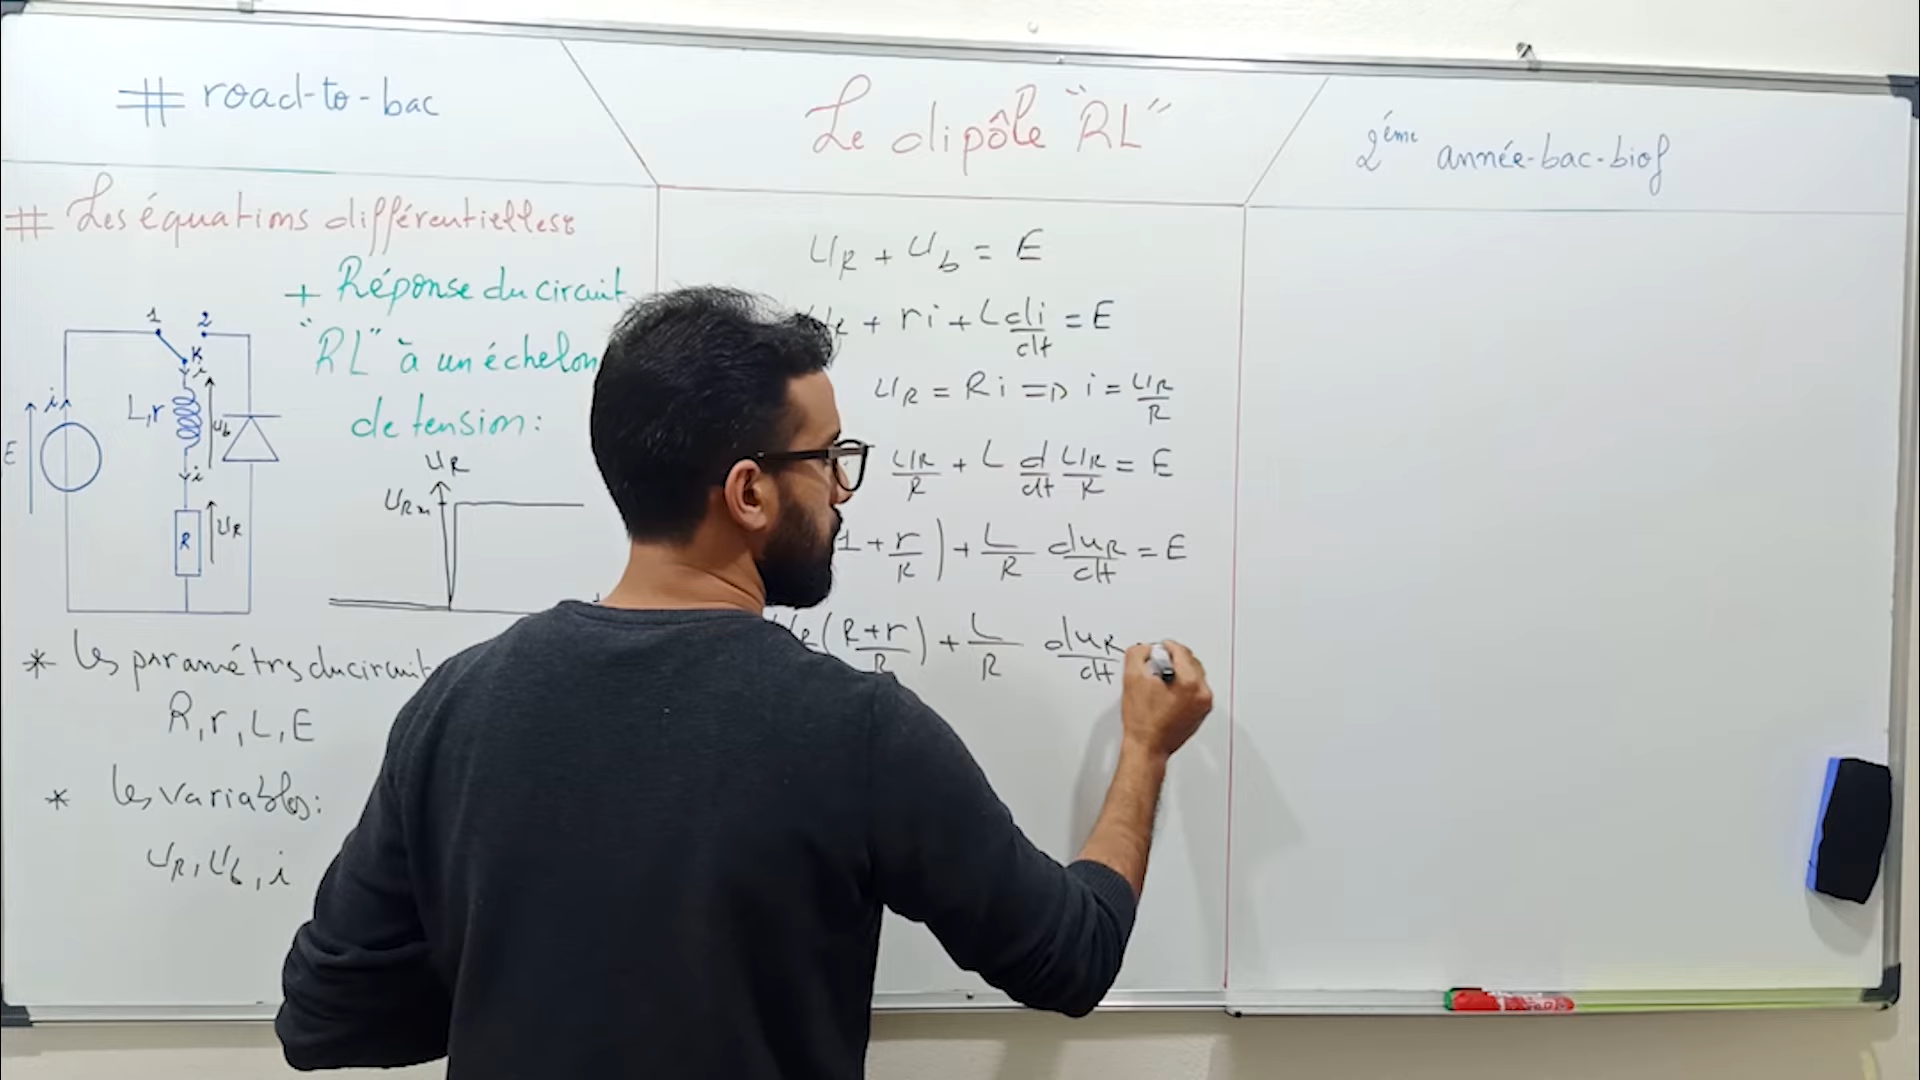 # road-to-bac
Le dipôle "RL"
2ème année-bac-biof
# Les équations différentielles
+ Réponse du circuit
"RL" à un échelon
de tension:
1 2
K
i
i
L,r
ub
E
i
R
uR
uR
uRm
* les paramétrs du circuit
R, r, L, E
* les variables:
uR, ub, i
uR + ub = E
+ ri + L di/dt = E
uR = Ri => i = uR/R
uR/R + L d/dt uR/R = E
1 + r/R) + L/R duR/dt = E
(R+r/R) + L/R duR/dt